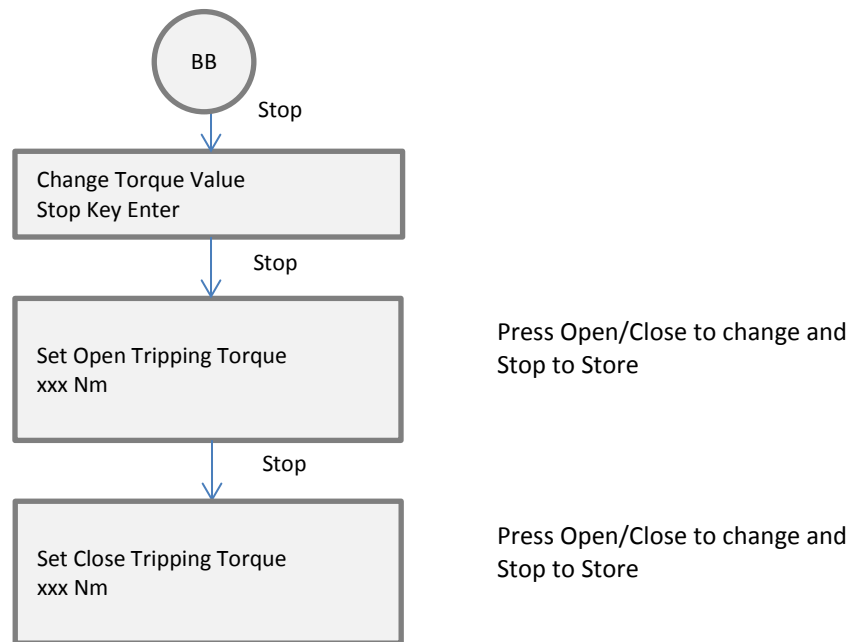 BB
Stop
Change Torque Value
Stop Key Enter
Stop
Set Open Tripping Torque
xxx Nm
Press Open/Close to change and
Stop to Store
Stop
Set Close Tripping Torque
xxx Nm
Press Open/Close to change and
Stop to Store